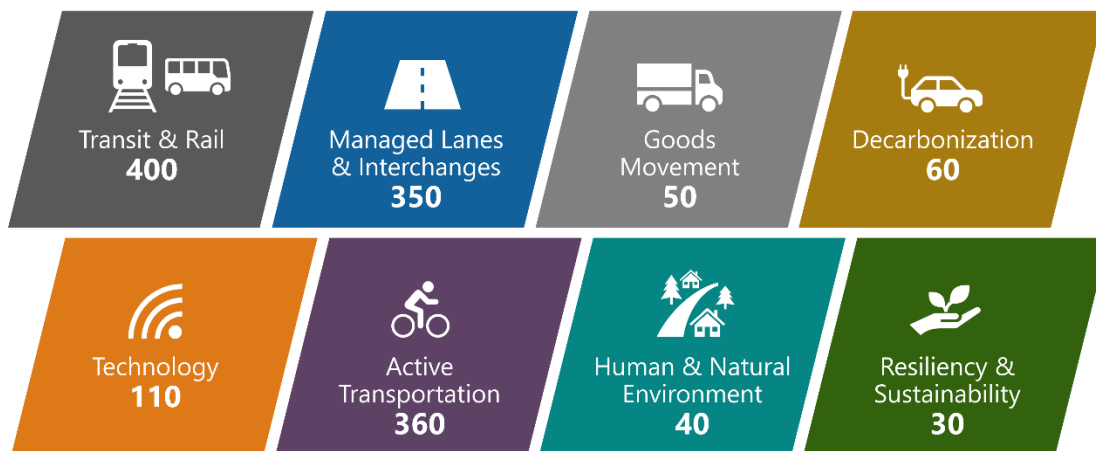 Transit & Rail
400
Managed Lanes
& Interchanges
350
Goods
Movement
50
Decarbonization
60
Technology
110
Active
Transportation
360
Human & Natural
Environment
40
Resiliency &
Sustainability
30